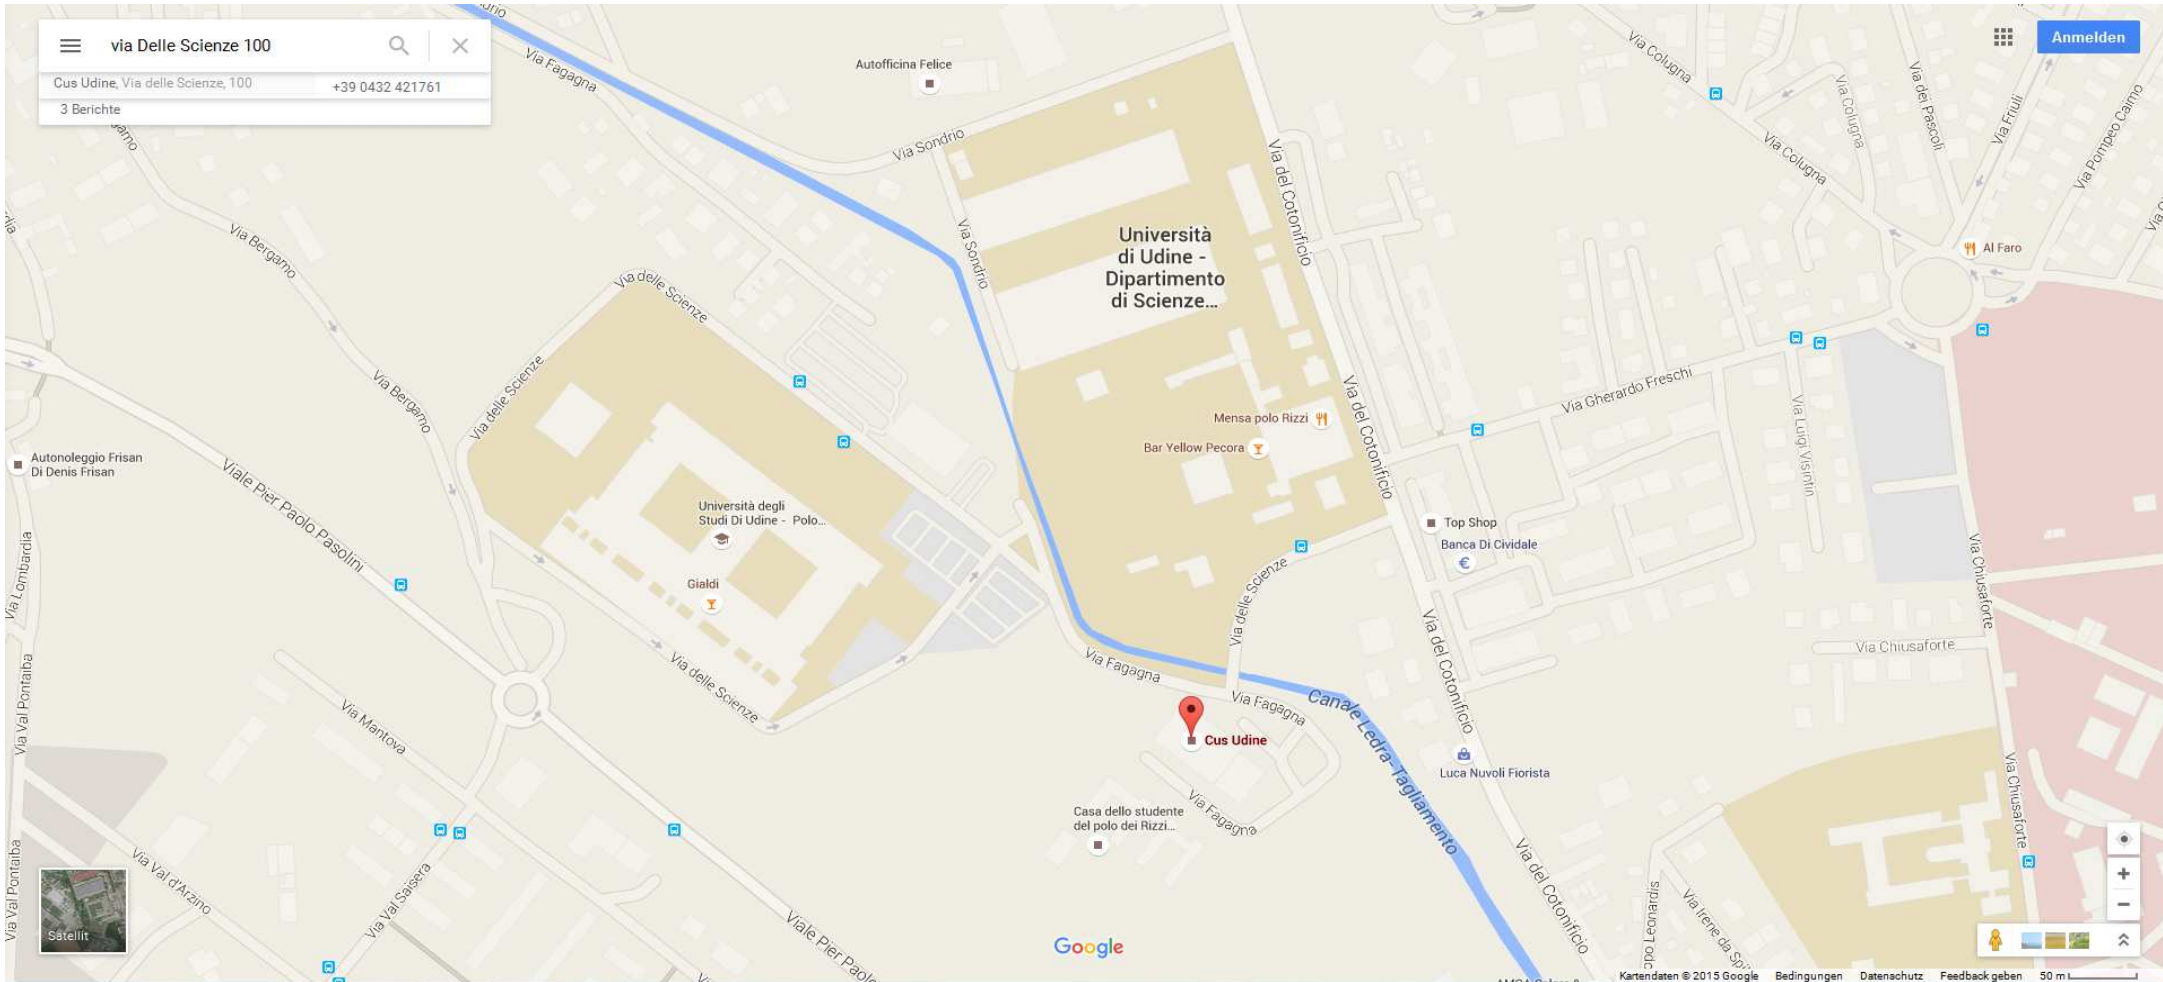 via Delle Scienze 100
Anmelden
Cus Udine, Via delle Scienze, 100
+39 0432 421761
3 Berichte
Via Fagagna
Autofficina Felice
Via Sondrio
Via Colugna
Via Colugna
Via dei Pascoli
Via Friuli
Via Pompeo Caimo
Via Colugna
Via del Cotonificio
Via Bergamo
Via Sondrio
Università
di Udine -
Dipartimento
di Scienze...
Al Faro
Via delle Scienze
Via delle Scienze
Via Bergamo
Via del Cotonificio
Via Gherardo Freschi
Via Luigi Visintin
Mensa polo Rizzi
Bar Yellow Pecora
Autonoleggio Frisan
Di Denis Frisan
Viale Pier Paolo Pasolini
Università degli
Studi Di Udine - Polo...
Top Shop
Banca Di Cividale
€
Gialdi
Via Lombardia
Via delle Scienze
Via Chiusaforte
Via del Cotonificio
Via Chiusaforte
Via Fagagna
Via delle Scienze
Via Val Pontaiba
Via Mantova
Via Fagagna
Canale Ledra-Tagliamento
Cus Udine
Luca Nuvoli Fiorista
Via Fagagna
Casa dello studente
del polo dei Rizzi...
Via Chiusaforte
Via Val Pontaiba
Via Val d'Arzino
Via Val Saisera
Viale Pier Paolo
Via del Cotonificio
Leonardis
Via Irene da
Satellit
Google
Kartendaten © 2015 Google Bedingungen Datenschutz Feedback geben 50 m